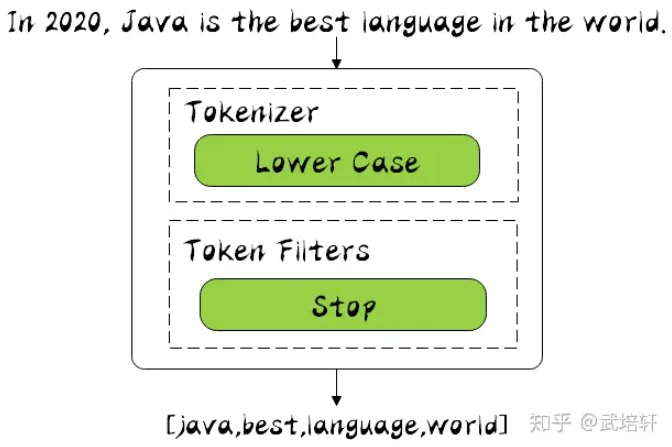 In 2020, Java is the best language in the world.
Tokenizer
Lower Case
Token Filters
Stop
[java,best,language,world]
知乎 @武培轩